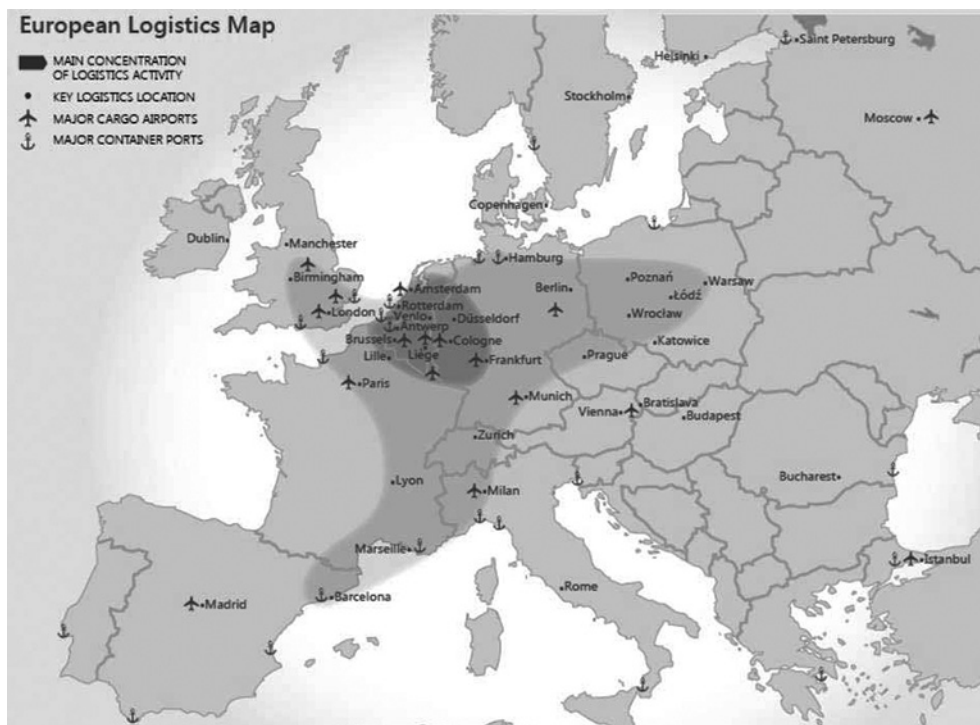 European Logistics Map
MAIN CONCENTRATION
OF LOGISTICS ACTIVITY
KEY LOGISTICS LOCATION
MAJOR CARGO AIRPORTS
MAJOR CONTAINER PORTS
Saint Petersburg
Helsinki
Stockholm
Moscow
Copenhagen
Dublin
Manchester
Hamburg
Birmingham
Amsterdam
Berlin
Poznań
Warsaw
Łódź
Rotterdam
London
Venlo
Düsseldorf
Wrocław
Antwerp
Brussels
Cologne
Katowice
Lille
Liège
Frankfurt
Prague
Paris
Munich
Vienna
Bratislava
Budapest
Zurich
Lyon
Milan
Bucharest
Marseille
Istanbul
Rome
Barcelona
Madrid